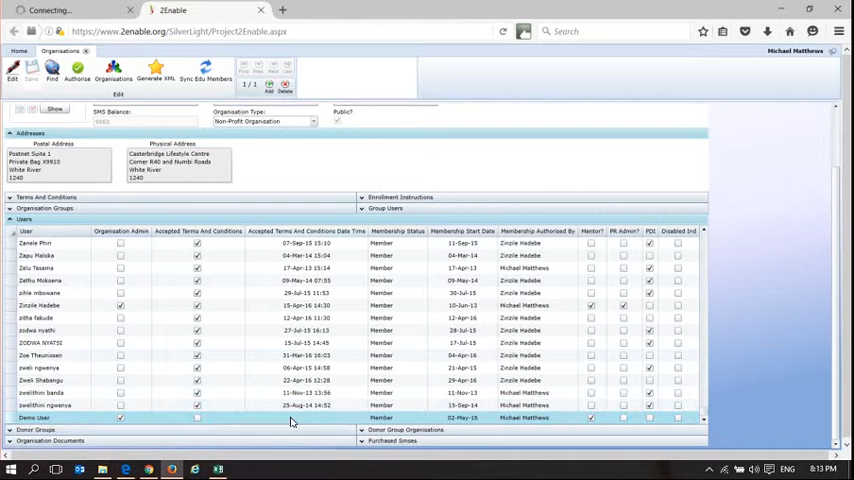 Connecting...
2Enable
https://www.2enable.org/SilverLight/Project2Enable.aspx
Search
Home Organisations Michael Matthews
Edit Save Find Authorise Organisations Generate XML Sync Edu Members
First Prev Next Last
1 / 1 Add Delete
Edit
Show
SMS Balance: Organisation Type: Public?
9562 Non-Profit Organisation
Addresses
Postal Address Physical Address
Postnet Suite 1 Casterbridge Lifestyle Centre
Private Bag X9910 Corner R40 and Numbi Roads
White River White River
1240 1240
Terms And Conditions Enrollment Instructions
Organisation Groups Group Users
Users
User Organisation Admin Accepted Terms And Conditions Accepted Terms And Conditions Date Time Membership Status Membership Start Date Membership Authorised By Mentor? PR Admin? PDI Disabled Ind
Zanele Phiri 07-Sep-15 15:10 Member 11-Sep-15 Zinzile Hadebe
Zapu Maloka 04-Mar-14 15:04 Member 04-Mar-14 Zinzile Hadebe
Zelu Tesema 17-Apr-13 15:14 Member 17-Apr-13 Michael Matthews
Zethu Mokoena 09-May-14 07:55 Member 09-May-14 Zinzile Hadebe
zihle mbowane 29-Jul-15 11:53 Member 30-Jul-15 Zinzile Hadebe
Zinzile Hadebe 15-Apr-16 14:30 Member 10-Jun-13 Michael Matthews
zitha fakude 12-Apr-16 11:30 Member 12-Apr-16 Zinzile Hadebe
zodwa nyathi 27-Jul-15 16:13 Member 28-Jul-15 Zinzile Hadebe
ZODWA NYATSI 15-Jul-15 14:45 Member 17-Jul-15 Zinzile Hadebe
Zoe Theunissen 31-Mar-16 16:03 Member 04-Apr-16 Zinzile Hadebe
zweli ngwenya 06-Apr-15 14:58 Member 21-Apr-15 Zinzile Hadebe
Zweli Shabangu 22-Apr-16 12:28 Member 29-Apr-16 Zinzile Hadebe
zwelithini banda 11-Nov-13 13:56 Member 11-Nov-13 Michael Matthews
zwelithini ngwenya 25-Aug-14 14:52 Member 15-Sep-14 Zinzile Hadebe
Demo User Member 02-May-16 Michael Matthews
Donor Groups Donor Group Organisations
Organisation Documents Purchased Smses
ENG 8:13 PM